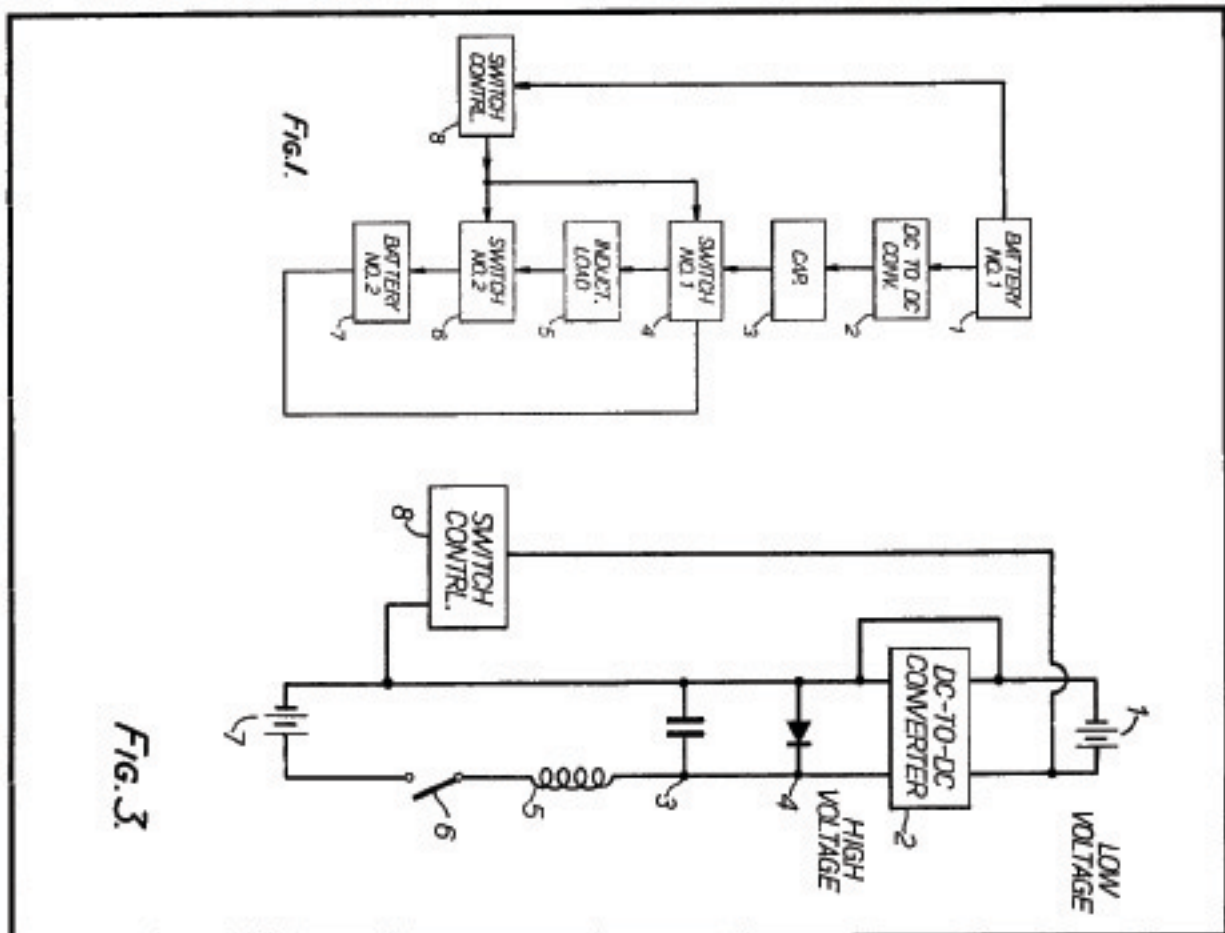 BATTERY
NO. 1
1
DC TO DC
CONV.
2
CAP.
3
SWITCH
NO. 1
4
INDUCT.
LOAD
5
SWITCH
NO. 2
6
BATTERY
NO. 2
7
SWITCH
CONTRL.
8
FIG. 1.
1
LOW
VOLTAGE
DC-TO-DC
CONVERTER
2
HIGH
VOLTAGE
4
3
5
6
7
SWITCH
CONTRL.
8
FIG. 3.